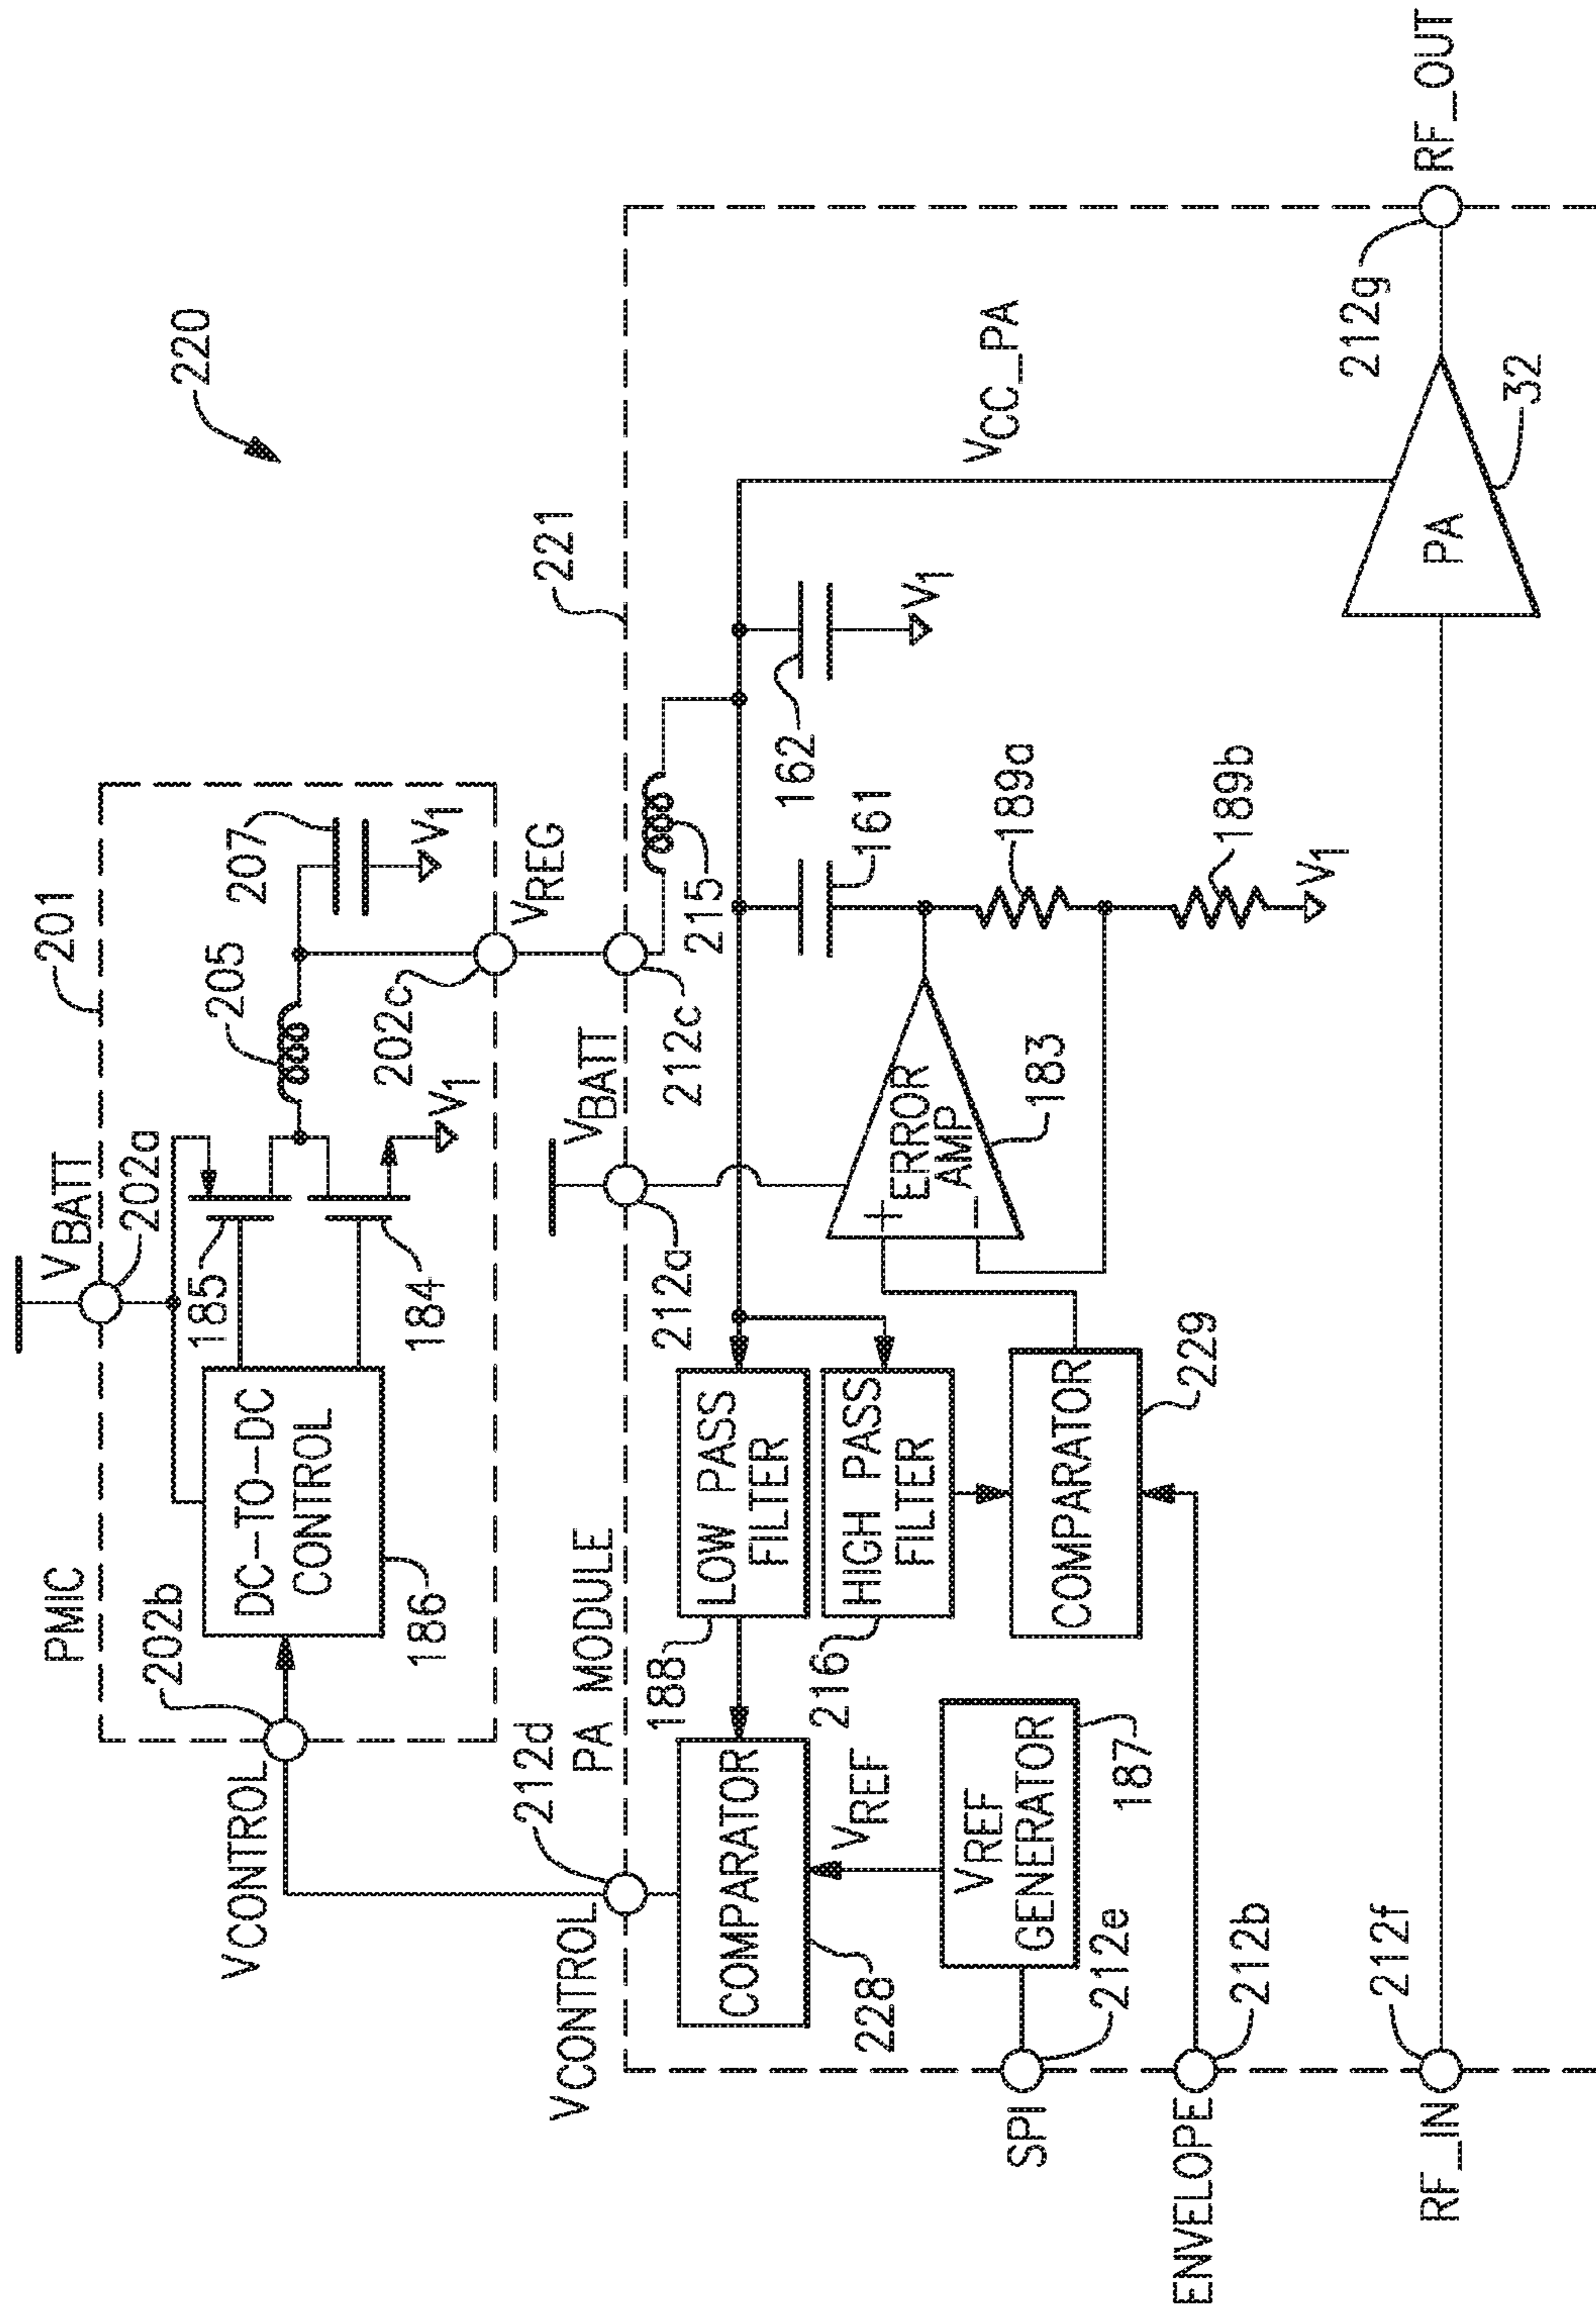 220
PMIC
VBATT
202a
201
202b
VCONTROL
DC-TO-DC
CONTROL
186
185
184
V1
205
207
V1
202c
VREG
PA MODULE
221
VCONTROL
212d
VBATT
212a
212c
215
188
LOW PASS
FILTER
216
HIGH PASS
FILTER
COMPARATOR
228
VREF
VREF
GENERATOR
187
COMPARATOR
229
+
−
ERROR
AMP
183
161
162
V1
189a
189b
V1
VCC_PA
SPI
212e
ENVELOPE
212b
RF_IN
212f
PA
32
212g
RF_OUT